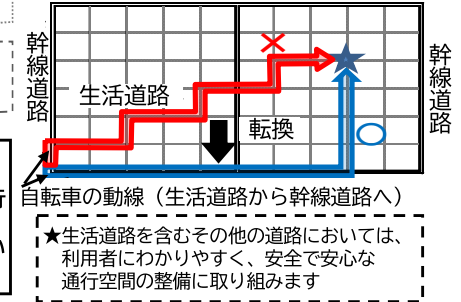 幹線道路
幹線道路
生活道路
転換
自転車の動線（生活道路から幹線道路へ）
★生活道路を含むその他の道路においては、
利用者にわかりやすく、安全で安心な
通行空間の整備に取り組みます